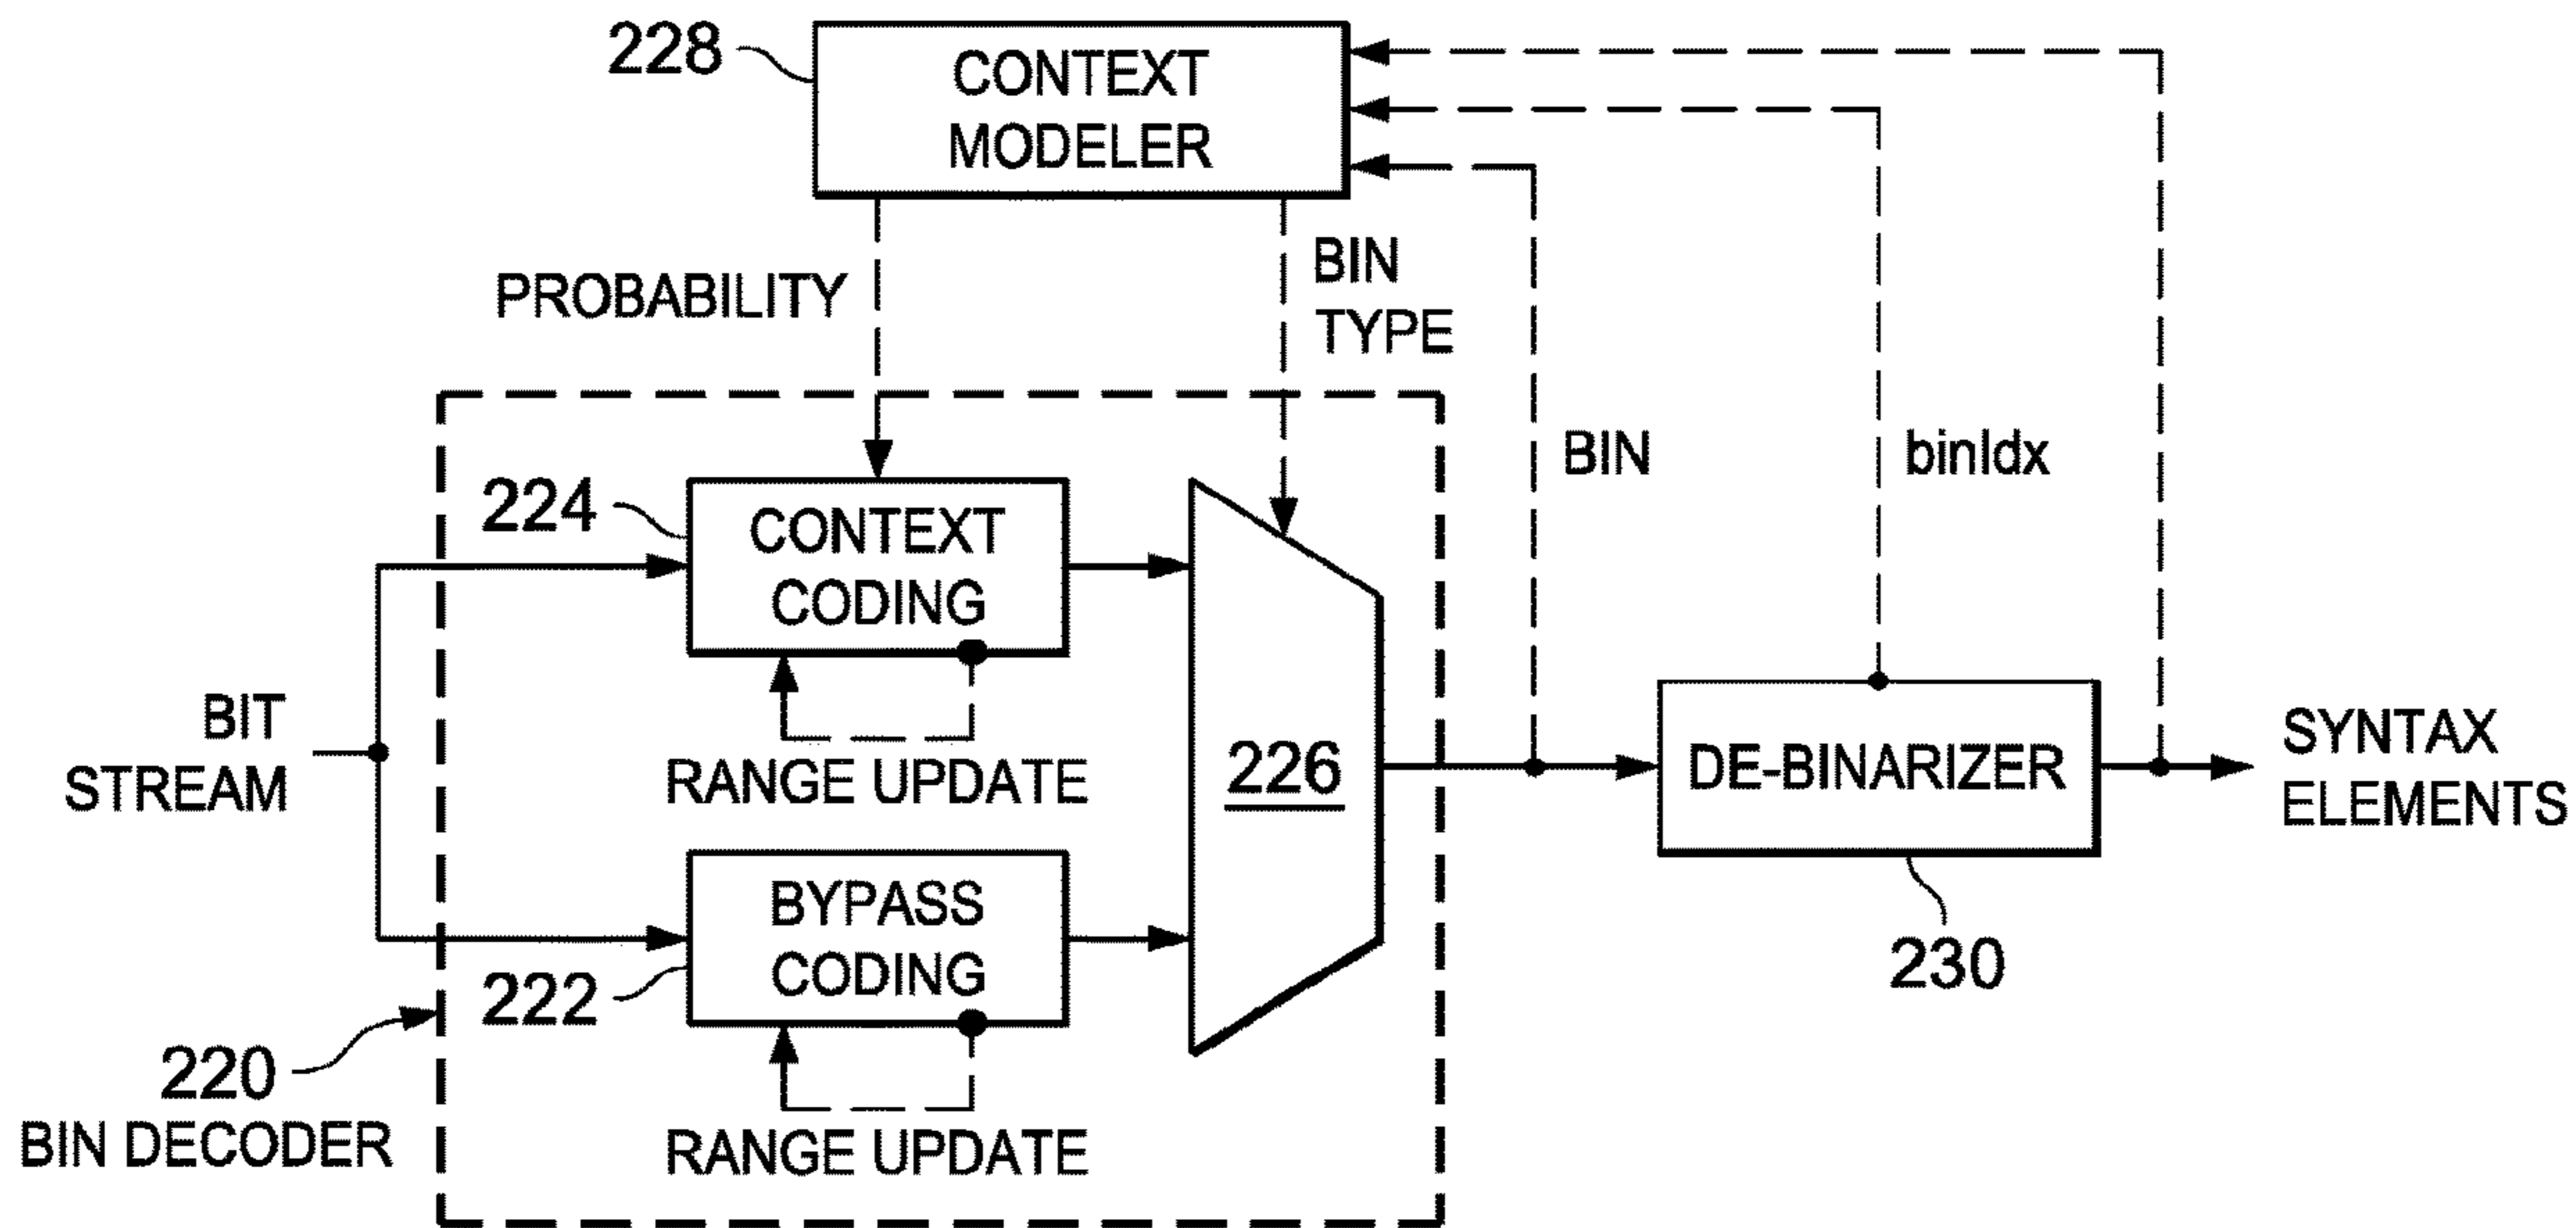 228
CONTEXT
MODELER
PROBABILITY
BIN
TYPE
BIN
binIdx
224
CONTEXT
CODING
RANGE UPDATE
BIT
STREAM
226
DE-BINARIZER
SYNTAX
ELEMENTS
230
BYPASS
CODING
222
RANGE UPDATE
220
BIN DECODER